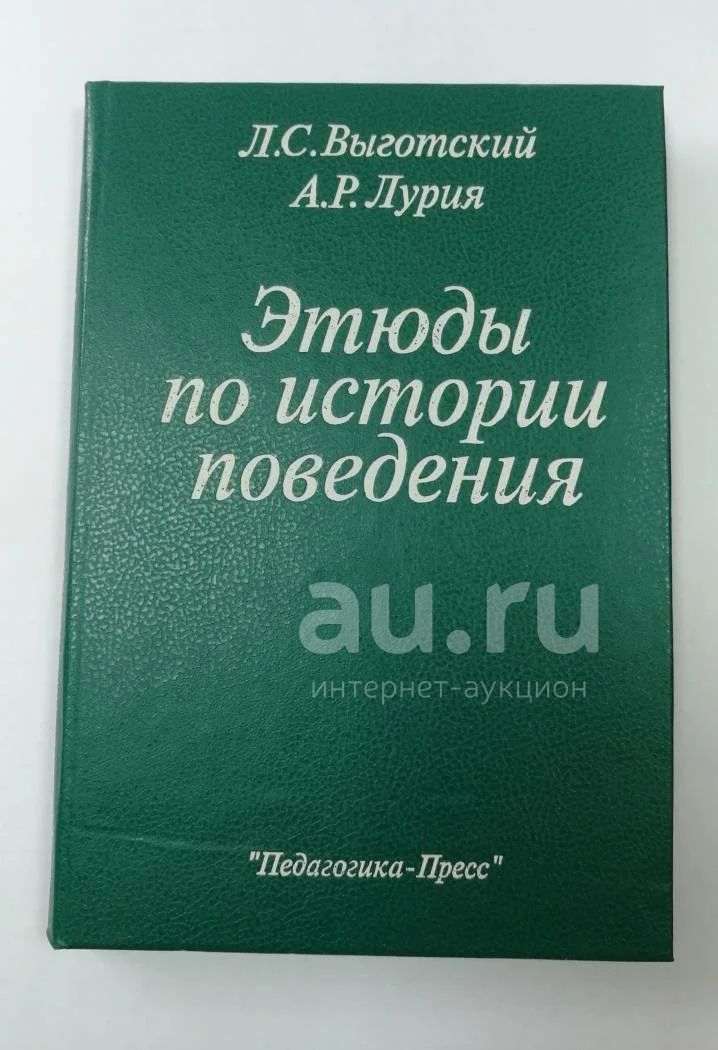 Л.С.Выготский
А.Р.Лурия
Этюды
по истории
поведения
au.ru
интернет-аукцион
"Педагогика-Пресс"